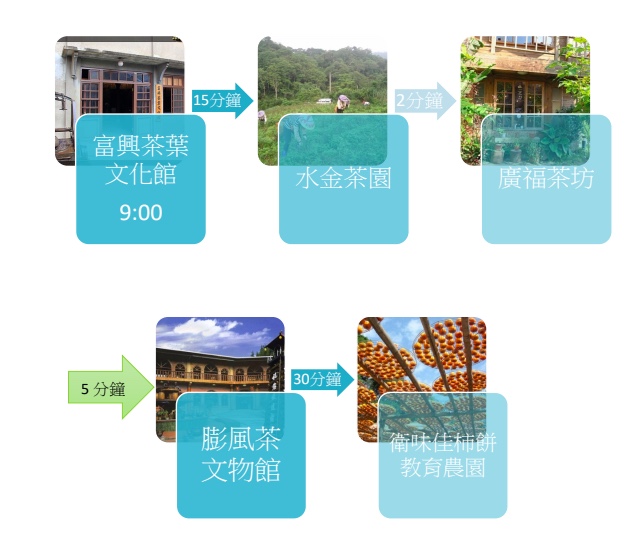 富興茶葉
文化館
9:00
15分鐘
水金茶園
2分鐘
廣福茶坊
5 分鐘
膨風茶
文物館
30分鐘
衛味佳柿餅
教育農園